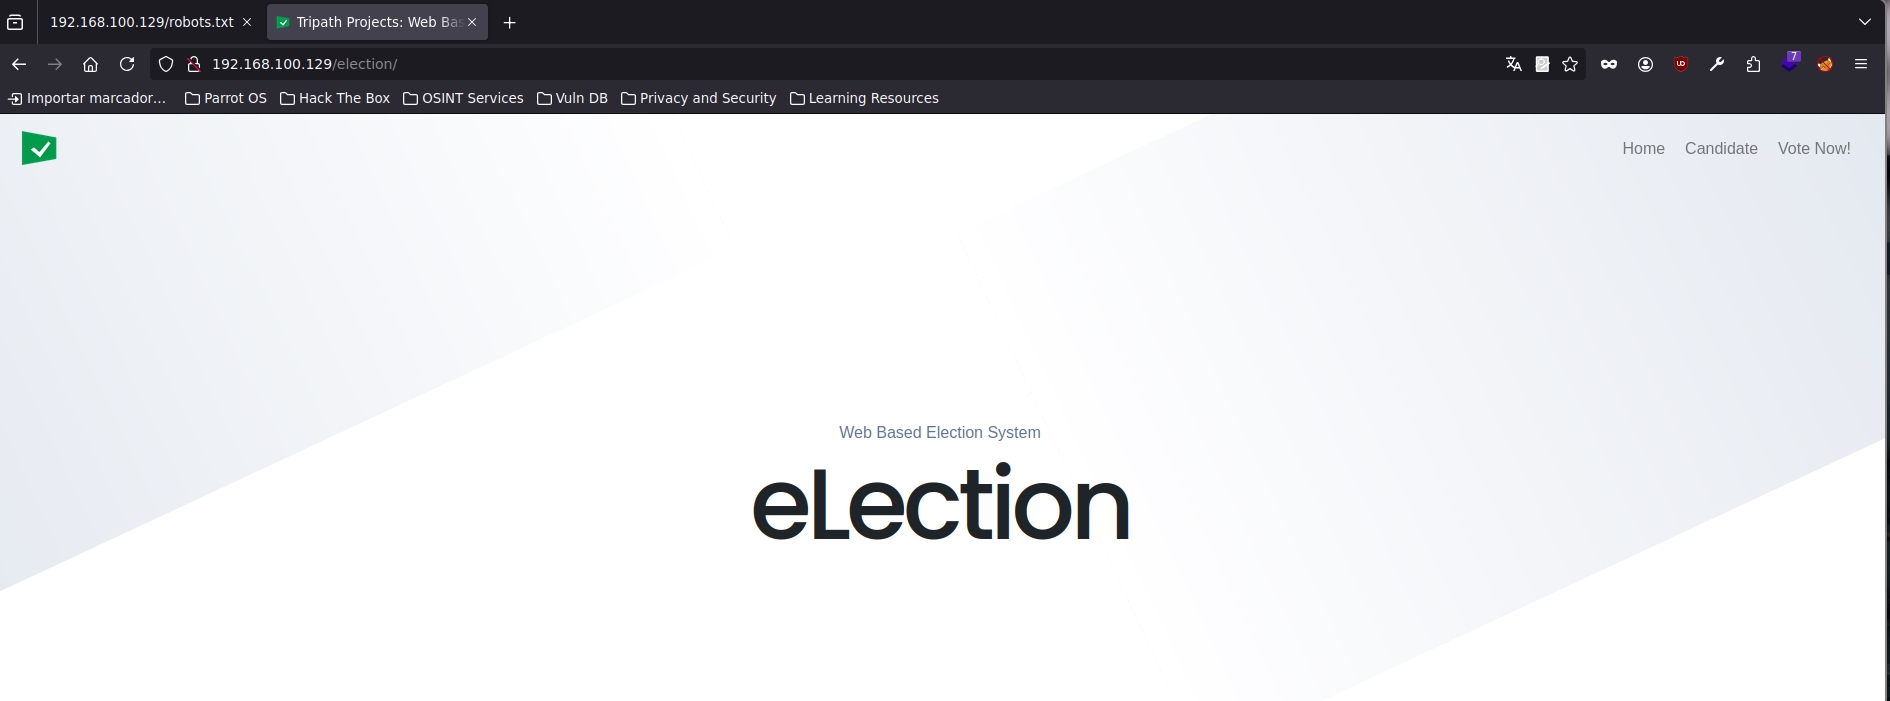 192.168.100.129/robots.txt
Tripath Projects: Web Bas
192.168.100.129/election/
7
Importar marcador...
Parrot OS
Hack The Box
OSINT Services
Vuln DB
Privacy and Security
Learning Resources
Home
Candidate
Vote Now!
Web Based Election System
eLection